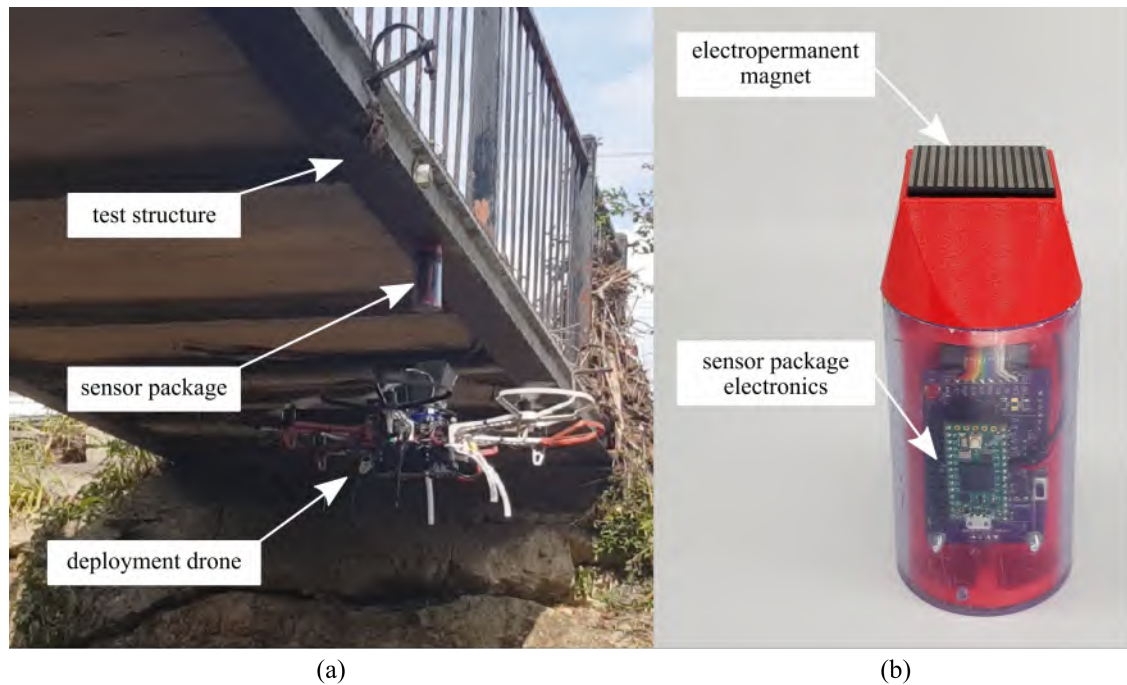 test structure
sensor package
deployment drone
electropermanent
magnet
sensor package
electronics
(a)
(b)